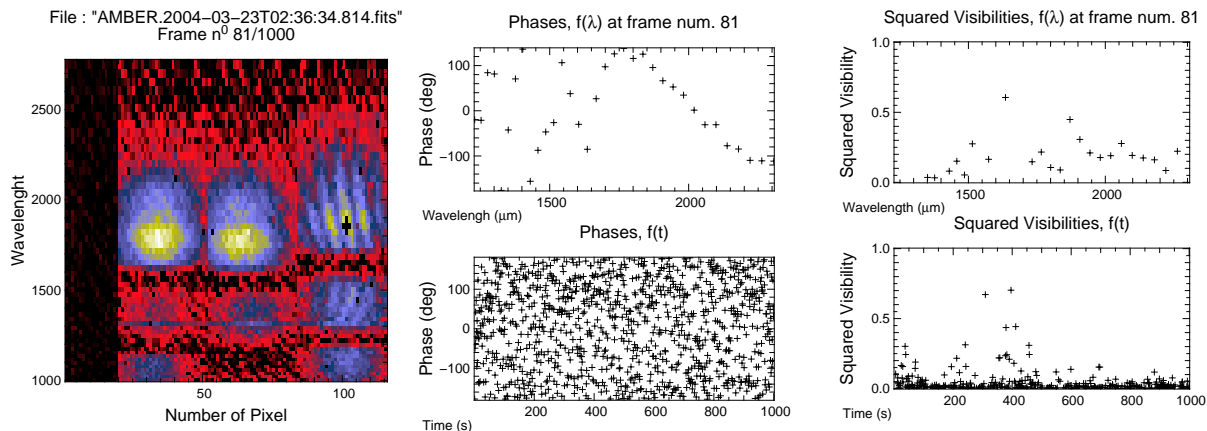 File : "AMBER.2004−03−23T02:36:34.814.fits"
Frame n0 81/1000
2500
2000
1500
1000
Wavelenght
50
100
Number of Pixel
Phases, f(λ) at frame num. 81
100
0
−100
Phase (deg)
1500
2000
Wavelengh (μm)
Phases, f(t)
100
0
−100
Phase (deg)
200
400
600
800
1000
Time (s)
Squared Visibilities, f(λ) at frame num. 81
1.0
0.5
0.0
Squared Visibility
1500
2000
Wavelengh (μm)
Squared Visibilities, f(t)
1.0
0.5
0.0
Squared Visibility
200
400
600
800
1000
Time (s)